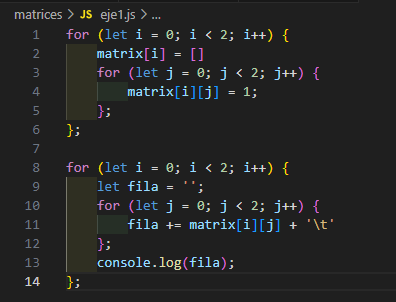 matrices > JS eje1.js > ...
1 for (let i = 0; i < 2; i++) {
2     matrix[i] = []
3     for (let j = 0; j < 2; j++) {
4         matrix[i][j] = 1;
5     };
6 };
7
8 for (let i = 0; i < 2; i++) {
9     let fila = '';
10     for (let j = 0; j < 2; j++) {
11         fila += matrix[i][j] + '\t'
12     };
13     console.log(fila);
14 };